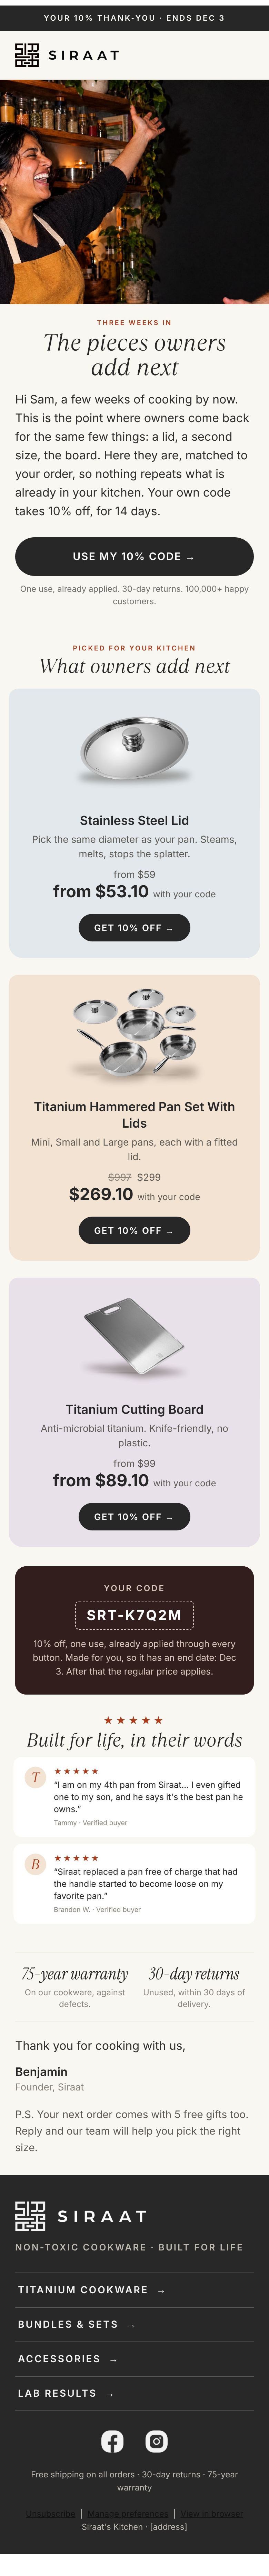 YOUR 10% THANK-YOU · ENDS DEC 3
SIRAAT
THREE WEEKS IN
The pieces owners
add next
Hi Sam, a few weeks of cooking by now.
This is the point where owners come back
for the same few things: a lid, a second
size, the board. Here they are, matched to
your order, so nothing repeats what is
already in your kitchen. Your own code
takes 10% off, for 14 days.
USE MY 10% CODE →
One use, already applied. 30-day returns. 100,000+ happy
customers.
PICKED FOR YOUR KITCHEN
What owners add next
Stainless Steel Lid
Pick the same diameter as your pan. Steams,
melts, stops the splatter.
from $59
from $53.10 with your code
GET 10% OFF →
Titanium Hammered Pan Set With
Lids
Mini, Small and Large pans, each with a fitted
lid.
$997 $299
$269.10 with your code
GET 10% OFF →
Titanium Cutting Board
Anti-microbial titanium. Knife-friendly, no
plastic.
from $99
from $89.10 with your code
GET 10% OFF →
YOUR CODE
SRT-K7Q2M
10% off, one use, already applied through every
button. Made for you, so it has an end date: Dec
3. After that the regular price applies.
★★★★★
Built for life, in their words
T
★★★★★
“I am on my 4th pan from Siraat... I even gifted
one to my son, and he says it's the best pan he
owns.”
Tammy · Verified buyer
B
★★★★★
“Siraat replaced a pan free of charge that had
the handle started to become loose on my
favorite pan.”
Brandon W. · Verified buyer
75-year warranty
On our cookware, against
defects.
30-day returns
Unused, within 30 days of
delivery.
Thank you for cooking with us,
Benjamin
Founder, Siraat
P.S. Your next order comes with 5 free gifts too.
Reply and our team will help you pick the right
size.
SIRAAT
NON-TOXIC COOKWARE · BUILT FOR LIFE
TITANIUM COOKWARE →
BUNDLES & SETS →
ACCESSORIES →
LAB RESULTS →
Free shipping on all orders · 30-day returns · 75-year
warranty
Unsubscribe | Manage preferences | View in browser
Siraat's Kitchen · [address]